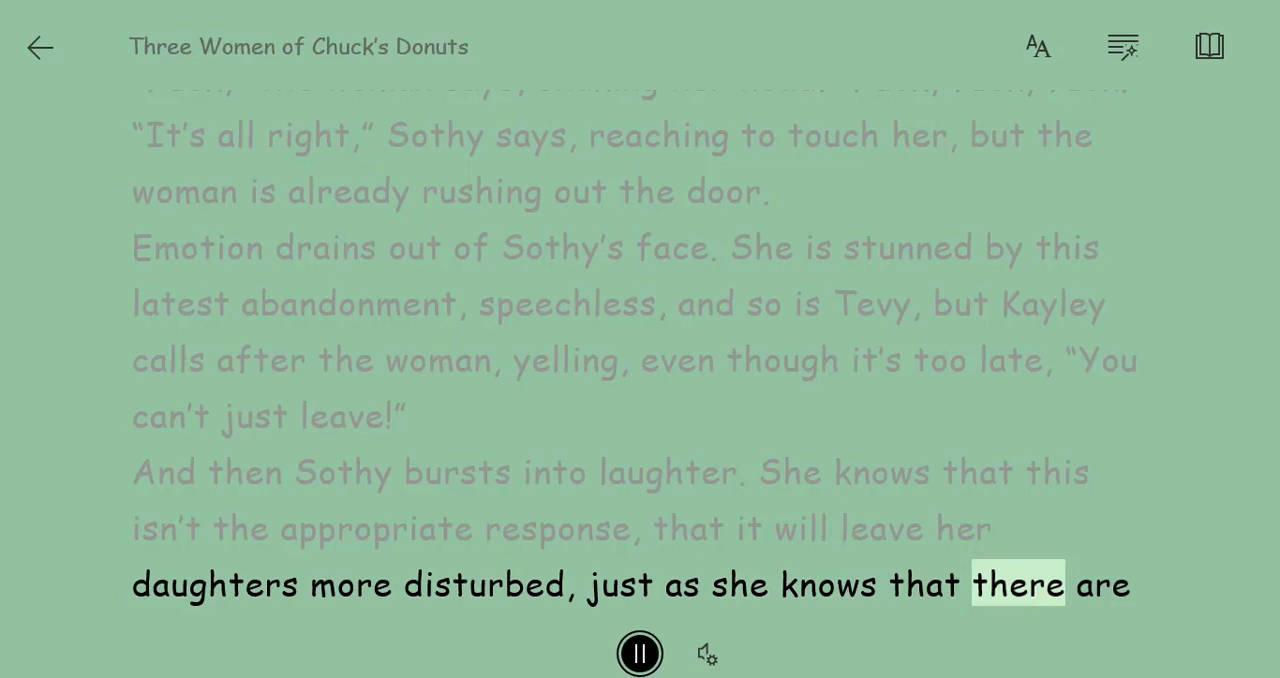 Three Women of Chuck's Donuts
"It's all right," Sothy says, reaching to touch her, but the
woman is already rushing out the door.
Emotion drains out of Sothy's face. She is stunned by this
latest abandonment, speechless, and so is Tevy, but Kayley
calls after the woman, yelling, even though it's too late, "You
can't just leave!"
And then Sothy bursts into laughter. She knows that this
isn't the appropriate response, that it will leave her
daughters more disturbed, just as she knows that there are